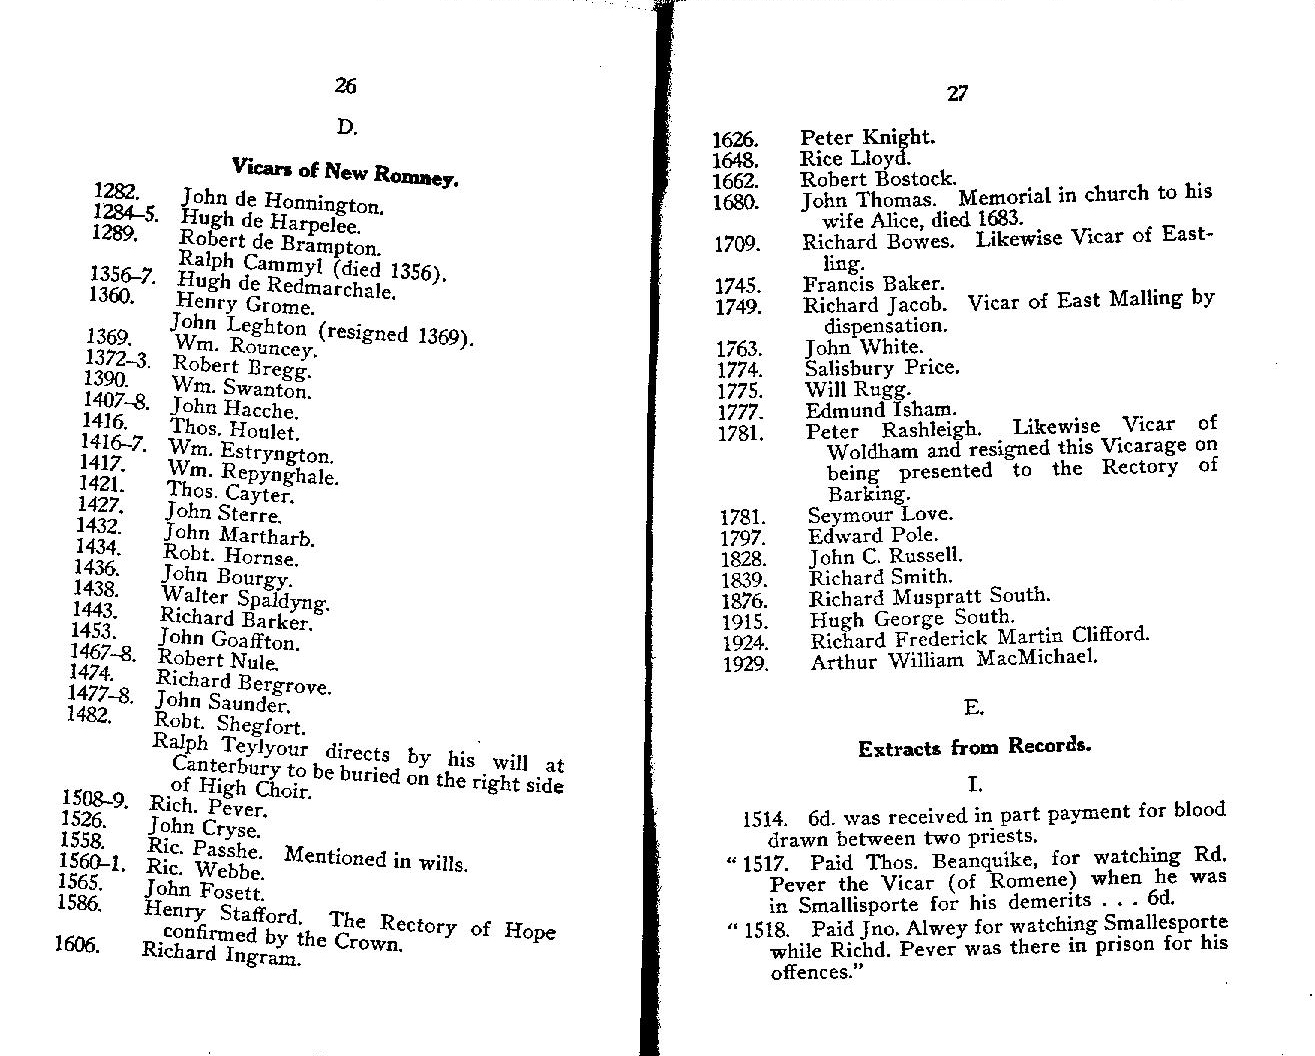 26
D.
Vicars of New Romney.
1282. John de Honnington.
1284–5. Hugh de Harpelee.
1289. Robert de Brampton.
Ralph Cammyl (died 1356).
1356–7. Hugh de Redmarchale.
1360. Henry Grome.
John Leghton (resigned 1369).
1369. Wm. Rouncey.
1372–3. Robert Bregg.
1390. Wm. Swanton.
1407–8. John Hacche.
1416. Thos. Houlet.
1416–7. Wm. Estryngton.
1417. Wm. Repynghale.
1421. Thos. Cayter.
1427. John Sterre.
1432. John Martharb.
1434. Robt. Hornse.
1436. John Bourgy.
1438. Walter Spaldyng.
1443. Richard Barker.
1453. John Goaffton.
1467–8. Robert Nule.
1474. Richard Bergrove.
1477–8. John Saunder.
1482. Robt. Shegfort.
Ralph Teylyour directs by his will at
Canterbury to be buried on the right side
of High Choir.
1508–9. Rich. Pever.
1526. John Cryse.
1558. Ric. Passhe. Mentioned in wills.
1560–1. Ric. Webbe.
1565. John Fosett.
1586. Henry Stafford. The Rectory of Hope
confirmed by the Crown.
1606. Richard Ingram.
27
1626. Peter Knight.
1648. Rice Lloyd.
1662. Robert Bostock.
1680. John Thomas. Memorial in church to his
wife Alice, died 1683.
1709. Richard Bowes. Likewise Vicar of East-
ling.
1745. Francis Baker.
1749. Richard Jacob. Vicar of East Malling by
dispensation.
1763. John White.
1774. Salisbury Price.
1775. Will Rugg.
1777. Edmund Isham.
1781. Peter Rashleigh. Likewise Vicar of
Woldham and resigned this Vicarage on
being presented to the Rectory of
Barking.
1781. Seymour Love.
1797. Edward Pole.
1828. John C. Russell.
1839. Richard Smith.
1876. Richard Muspratt South.
1915. Hugh George South.
1924. Richard Frederick Martin Clifford.
1929. Arthur William MacMichael.
E.
Extracts from Records.
I.
1514. 6d. was received in part payment for blood
drawn between two priests.
“ 1517. Paid Thos. Beanquike, for watching Rd.
Pever the Vicar (of Romene) when he was
in Smallisporte for his demerits . . . 6d.
“ 1518. Paid Jno. Alwey for watching Smallesporte
while Richd. Pever was there in prison for his
offences.”